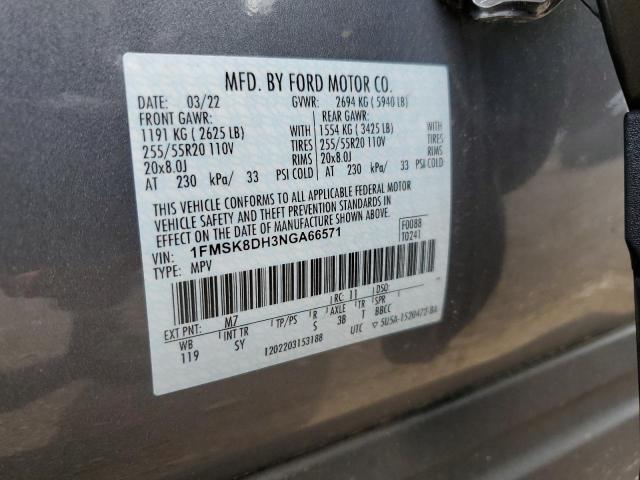 MFD. BY FORD MOTOR CO.
DATE: 03/22 GVWR: 2694 KG ( 5940 LB)
FRONT GAWR: REAR GAWR:
1191 KG ( 2625 LB) WITH 1554 KG ( 3425 LB) WITH
255/55R20 110V TIRES 255/55R20 110V TIRES
20x8.0J RIMS 20x8.0J RIMS
AT 230 kPa/ 33 PSI COLD AT 230 kPa/ 33 PSI COLD
THIS VEHICLE CONFORMS TO ALL APPLICABLE FEDERAL MOTOR
VEHICLE SAFETY AND THEFT PREVENTION STANDARDS IN
EFFECT ON THE DATE OF MANUFACTURE SHOWN ABOVE.
VIN: 1FMSK8DH3NGA66571 F0088
TYPE: MPV T0241
EXT PNT: M7 RC: 11 DSO:
WB INT TR TP/PS R AXLE TR SPR
119 SY S 3B T BBCC
1202203153188 UTC 5U5A-1520472-BA